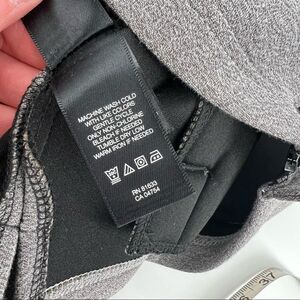 MACHINE WASH COLD
WITH LIKE COLORS
GENTLE CYCLE
ONLY NON-CHLORINE
BLEACH IF NEEDED
TUMBLE DRY LOW
WARM IRON IF NEEDED
RN 81633
CA 04754
37